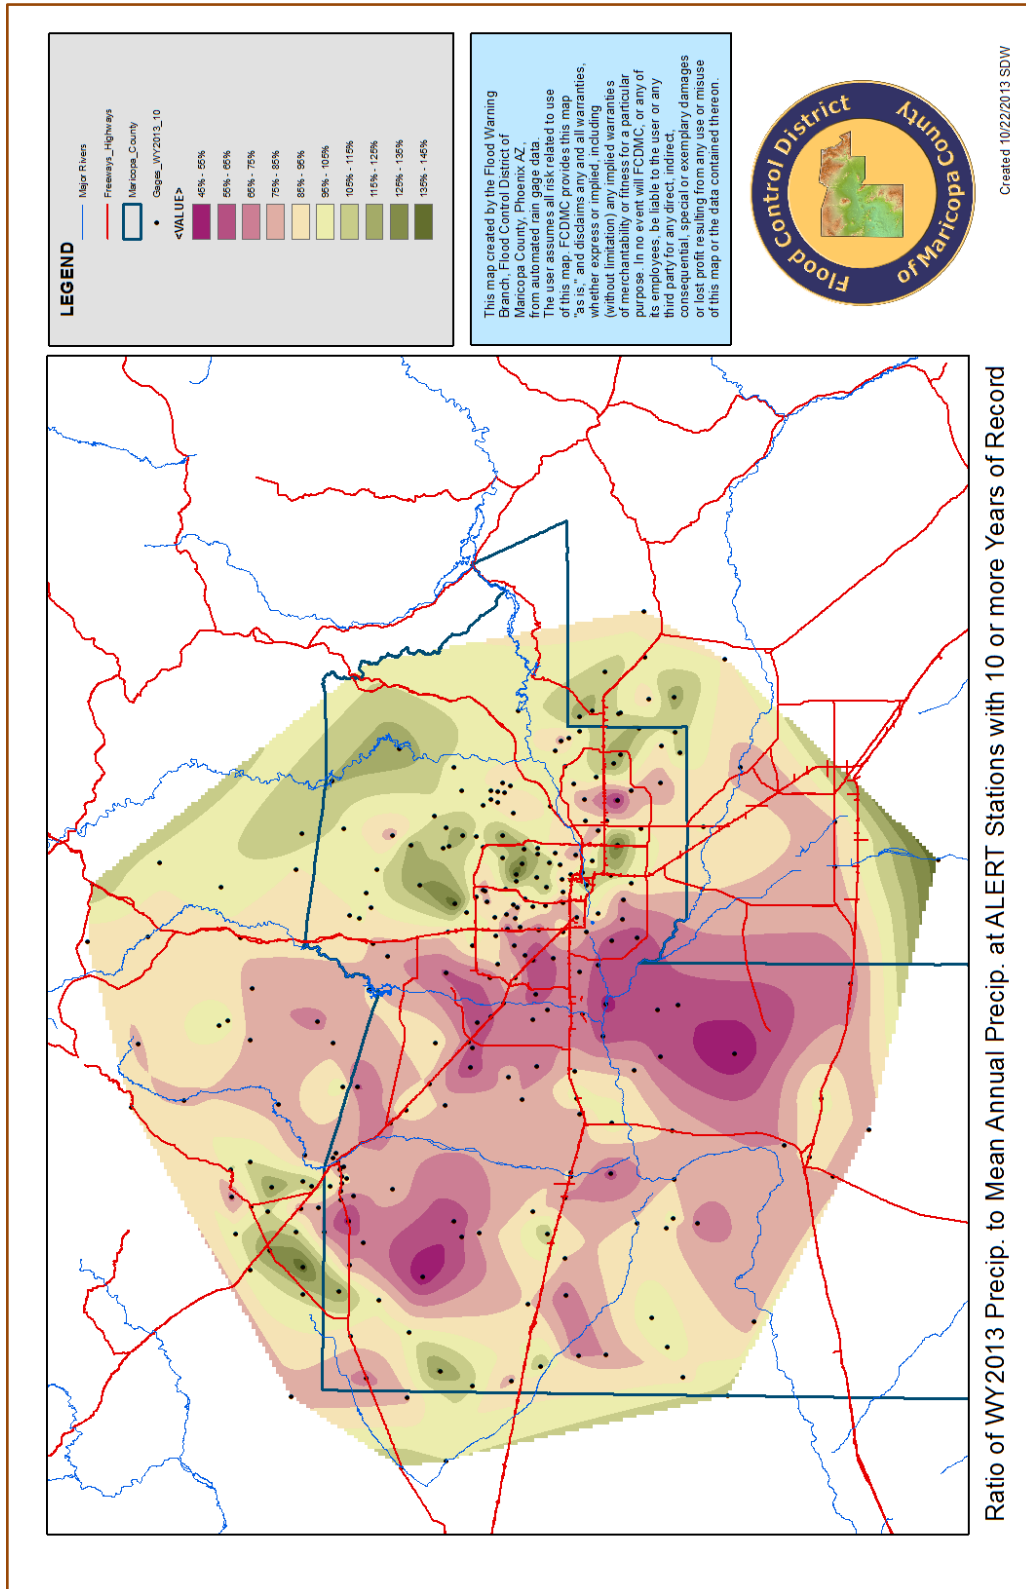 LEGEND
Major Rivers
Freeways_Highways
Maricopa_County
Gages_WY2013_10
<VALUE>
45% - 55%
55% - 65%
65% - 75%
75% - 85%
85% - 95%
95% - 105%
105% - 115%
115% - 125%
125% - 135%
135% - 145%
This map created by the Flood Warning
Branch, Flood Control District of
Maricopa County, Phoenix AZ,
from automated rain gage data.
The user assumes all risk related to use
of this map. FCDMC provides this map
"as is," and disclaims any and all warranties,
whether express or implied, including
(without limitation) any implied warranties
of merchantability or fitness for a particular
purpose. In no event will FCDMC, or any of
its employees, be liable to the user or any
third party for any direct, indirect,
consequential, special or exemplary damages
or lost profit resulting from any use or misuse
of this map or the data contained thereon.
Flood Control District
of Maricopa County
Created 10/22/2013 SDW
Ratio of WY2013 Precip. to Mean Annual Precip. at ALERT Stations with 10 or more Years of Record